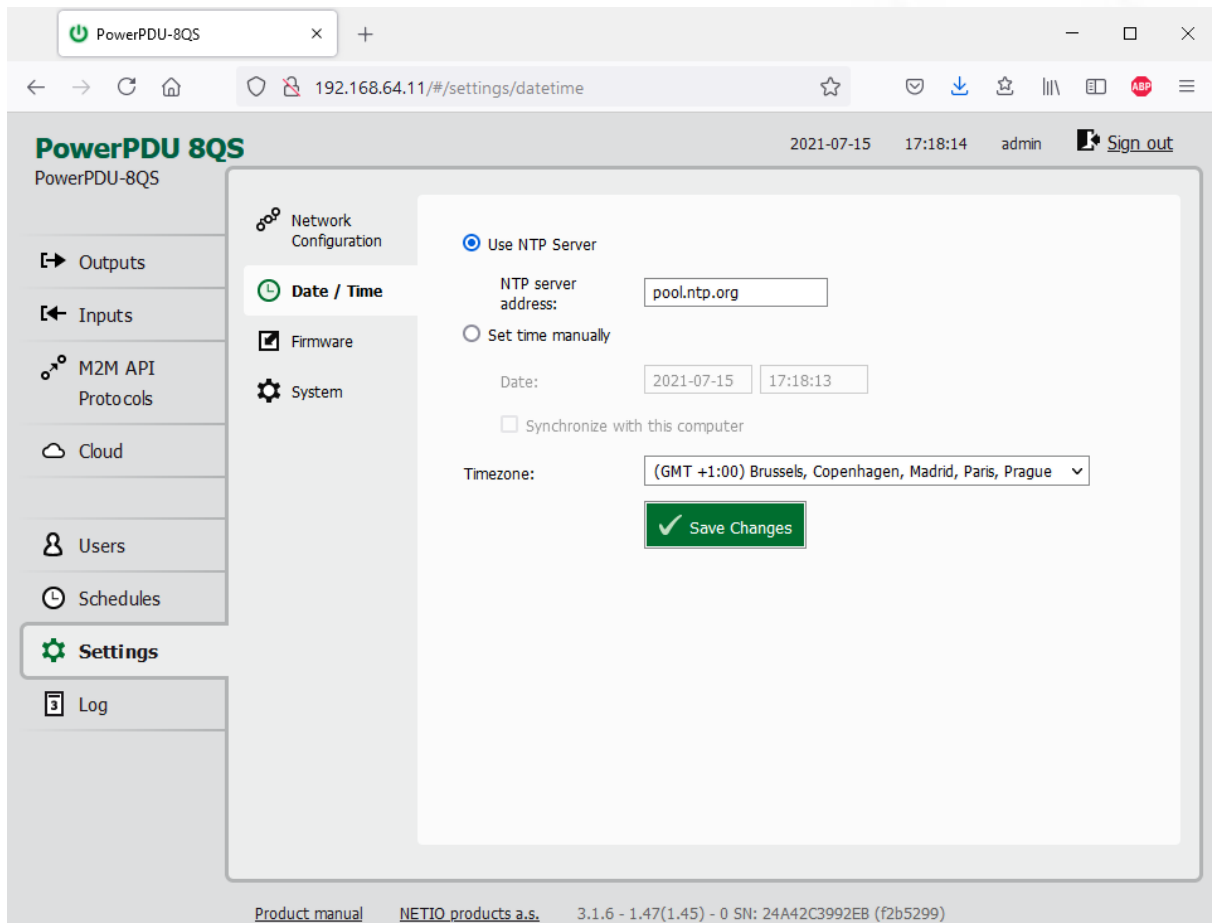 PowerPDU-8QS
192.168.64.11/#/settings/datetime
ABP
PowerPDU 8QS
2021-07-15 17:18:14 admin Sign out
PowerPDU-8QS
Outputs
Inputs
M2M API
Protocols
Cloud
Users
Schedules
Settings
3 Log
Network
Configuration
Date / Time
Firmware
System
Use NTP Server
NTP server
address:
pool.ntp.org
Set time manually
Date: 2021-07-15 17:18:13
Synchronize with this computer
Timezone: (GMT +1:00) Brussels, Copenhagen, Madrid, Paris, Prague
Save Changes
Product manual NETIO products a.s. 3.1.6 - 1.47(1.45) - 0 SN: 24A42C3992EB (f2b5299)